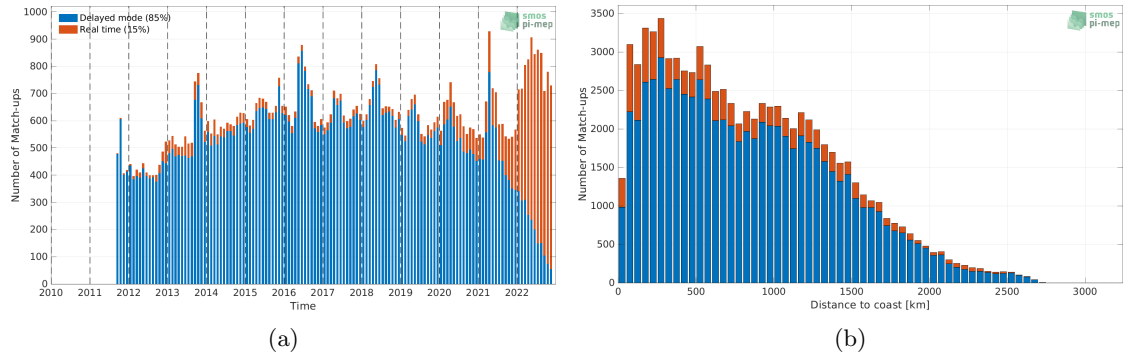 Delayed mode (85%)
Real time (15%)
smos
pi-mep
Number of Match-ups
1000
900
800
700
600
500
400
300
200
100
0
2010 2011 2012 2013 2014 2015 2016 2017 2018 2019 2020 2021 2022
Time
(a)
smos
pi-mep
Number of Match-ups
3500
3000
2500
2000
1500
1000
500
0
0 500 1000 1500 2000 2500 3000
Distance to coast [km]
(b)